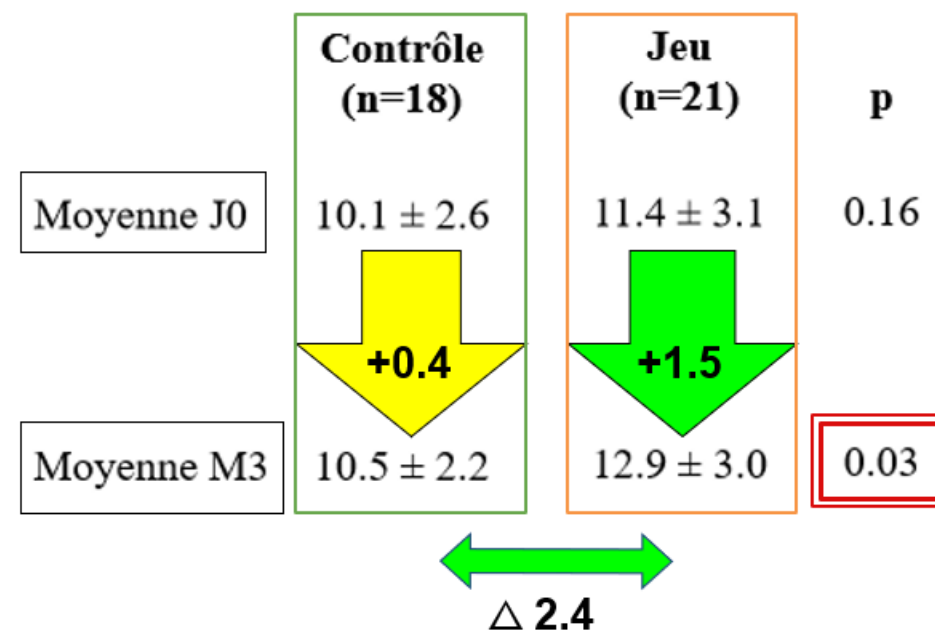 Contrôle
(n=18)
Jeu
(n=21)
p
Moyenne J0 10.1 ± 2.6 11.4 ± 3.1 0.16
+0.4 +1.5
Moyenne M3 10.5 ± 2.2 12.9 ± 3.0 0.03
△ 2.4